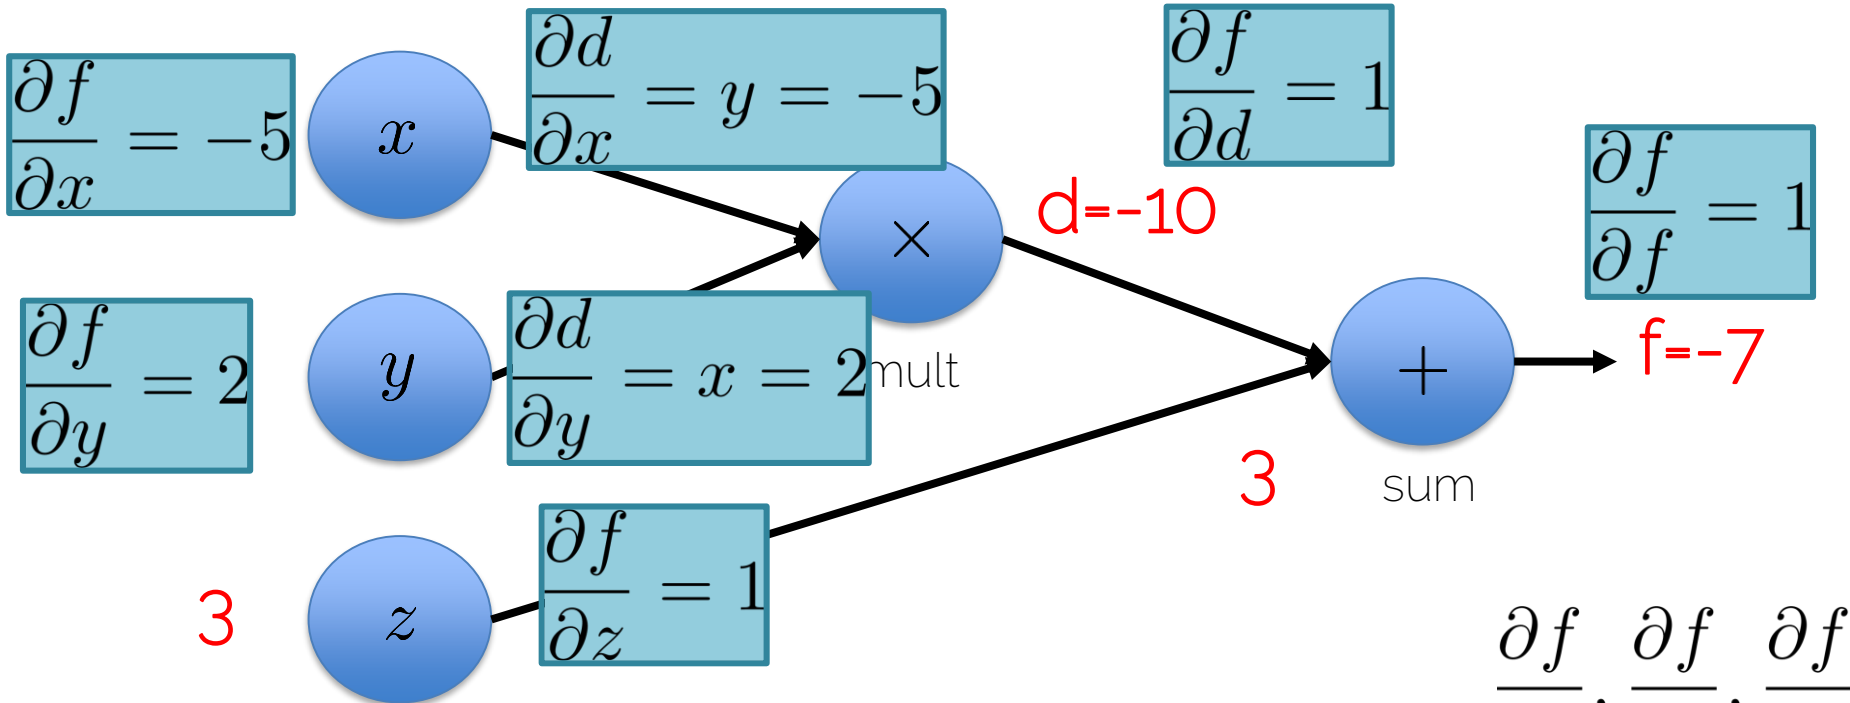 ∂f/∂x = −5
x
∂d/∂x = y = −5
∂f/∂d = 1
d=-10
×
mult
∂f/∂f = 1
f=-7
∂f/∂y = 2
y
∂d/∂y = x = 2
+
sum
3
3
z
∂f/∂z = 1
∂f , ∂f , ∂f